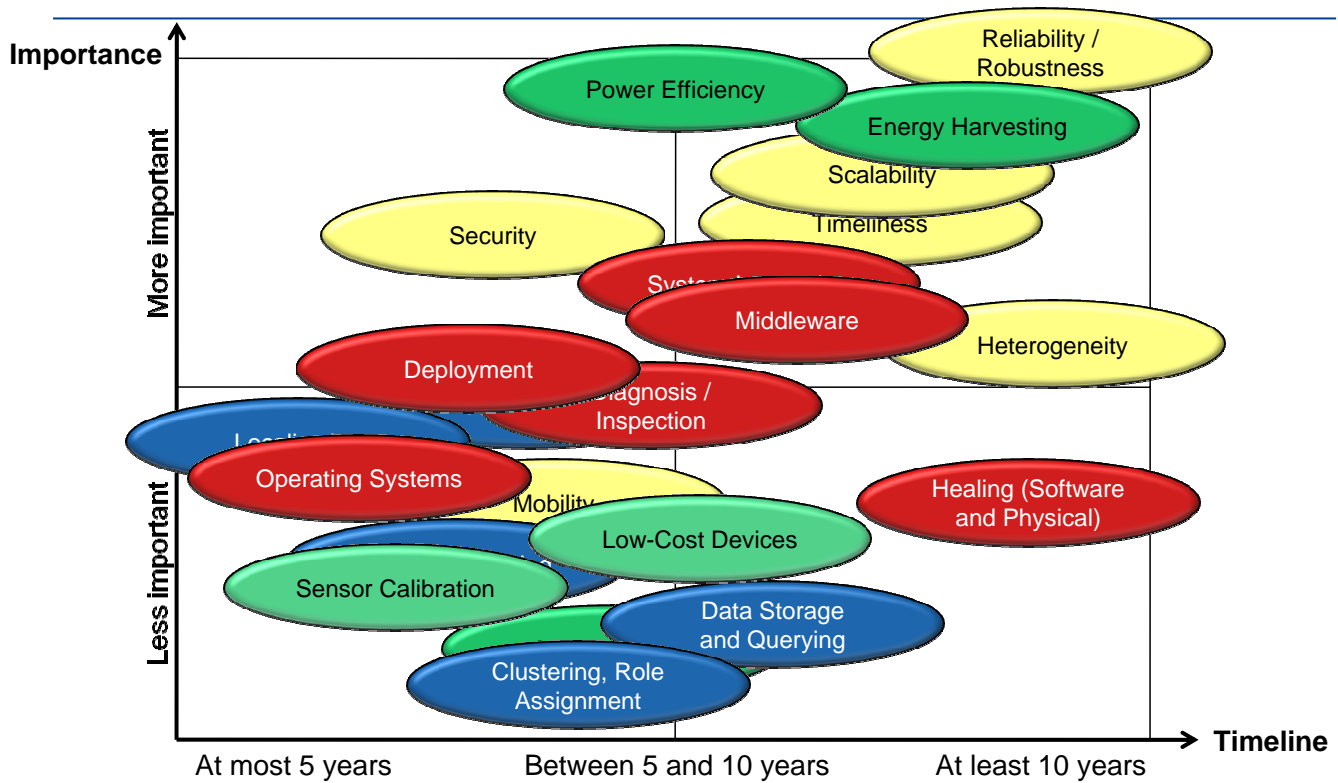 Importance
More important
Less important
Reliability /
Robustness
Power Efficiency
Energy Harvesting
Scalability
Timeliness
Security
Middleware
Heterogeneity
Deployment
Diagnosis /
Inspection
Operating Systems
Mobility
Healing (Software
and Physical)
Low-Cost Devices
Sensor Calibration
Data Storage
and Querying
Clustering, Role
Assignment
Timeline
At most 5 years
Between 5 and 10 years
At least 10 years